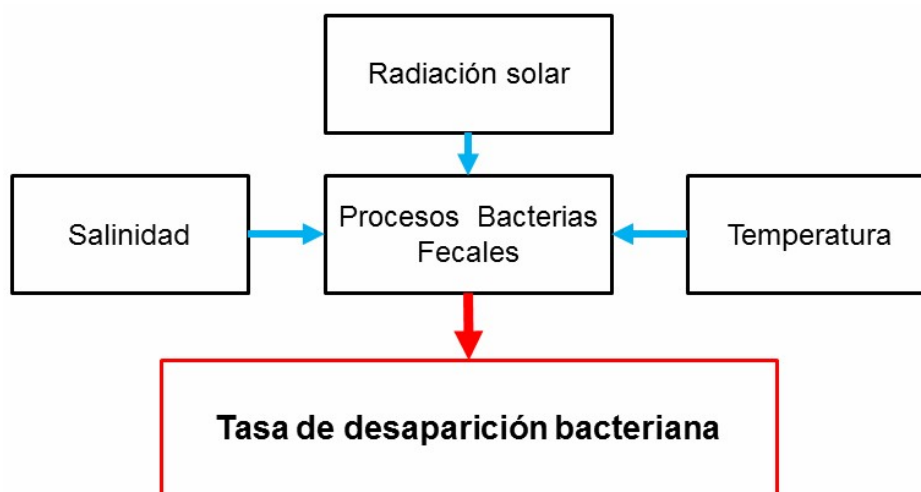 Radiación solar
Salinidad
Procesos Bacterias
Fecales
Temperatura
Tasa de desaparición bacteriana